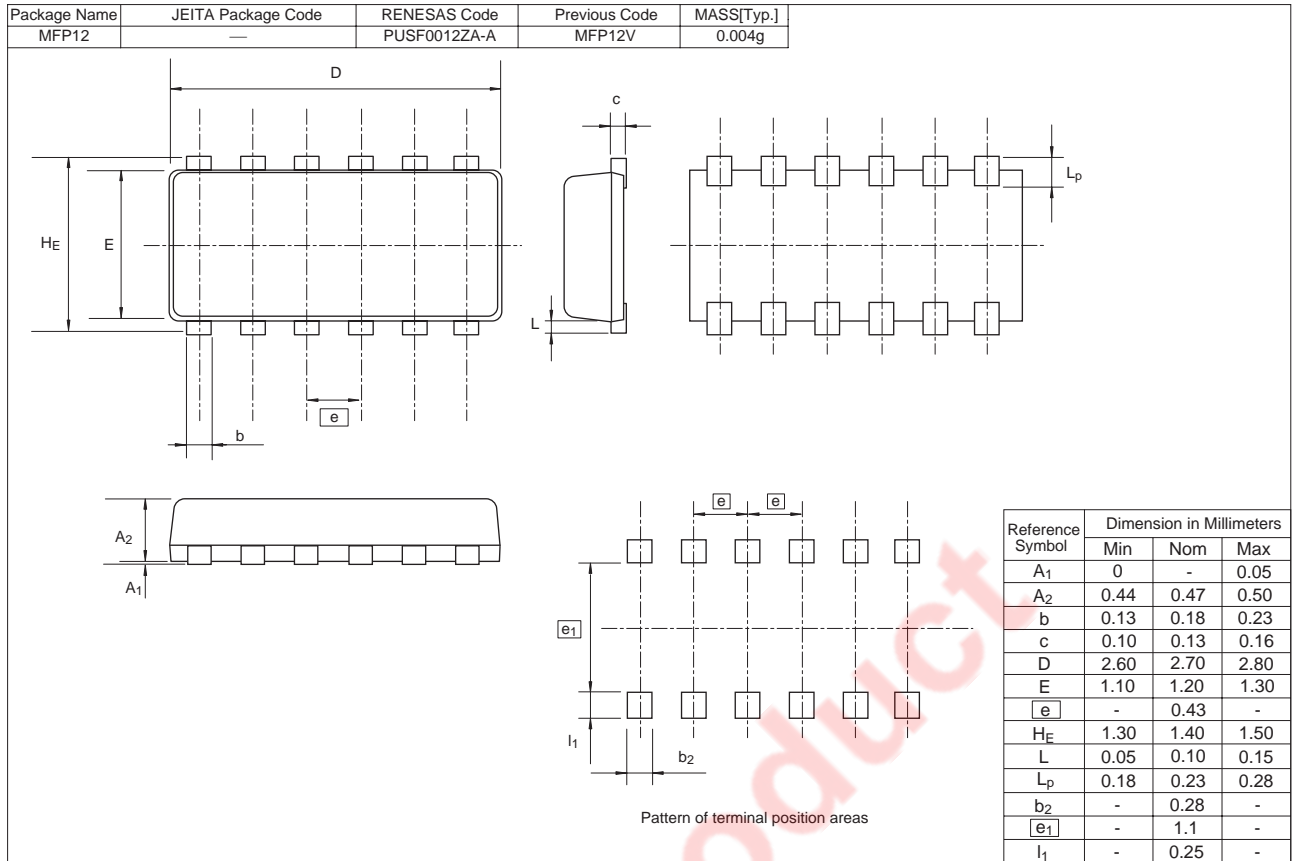 Package Name JEITA Package Code RENESAS Code Previous Code MASS[Typ.]
MFP12 — PUSF0012ZA-A MFP12V 0.004g
D
c
Lp
HE
E
L
e
b
A2
A1
e e
e1
l1
b2
Pattern of terminal position areas
Reference Symbol Dimension in Millimeters
Min Nom Max
A1 0 - 0.05
A2 0.44 0.47 0.50
b 0.13 0.18 0.23
c 0.10 0.13 0.16
D 2.60 2.70 2.80
E 1.10 1.20 1.30
e - 0.43 -
HE 1.30 1.40 1.50
L 0.05 0.10 0.15
Lp 0.18 0.23 0.28
b2 - 0.28 -
e1 - 1.1 -
l1 - 0.25 -
oduct